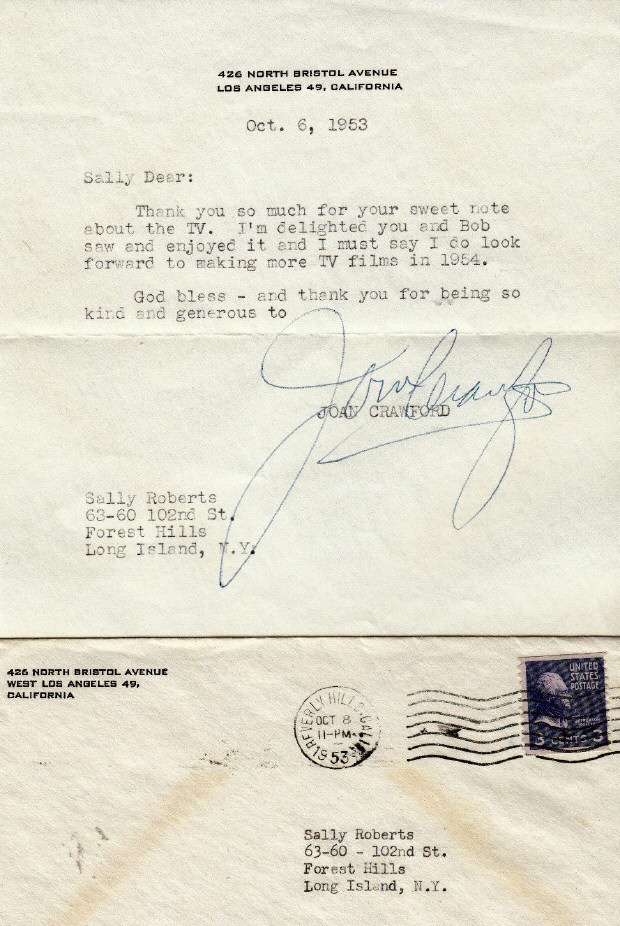 426 NORTH BRISTOL AVENUE
LOS ANGELES 49, CALIFORNIA
Oct. 6, 1953
Sally Dear:
Thank you so much for your sweet note
about the TV. I'm delighted you and Bob
saw and enjoyed it and I must say I do look
forward to making more TV films in 1954.
God bless - and thank you for being so
kind and generous to
Joan Crawford
JOAN CRAWFORD
Sally Roberts
63-60 102nd St.
Forest Hills
Long Island, N.Y.
426 NORTH BRISTOL AVENUE
WEST LOS ANGELES 49,
CALIFORNIA
BEVERLY HILLS, CALIF.
OCT 8
11-PM
1953
UNITED
STATES
POSTAGE
3 CENTS 3
Sally Roberts
63-60 - 102nd St.
Forest Hills
Long Island, N.Y.